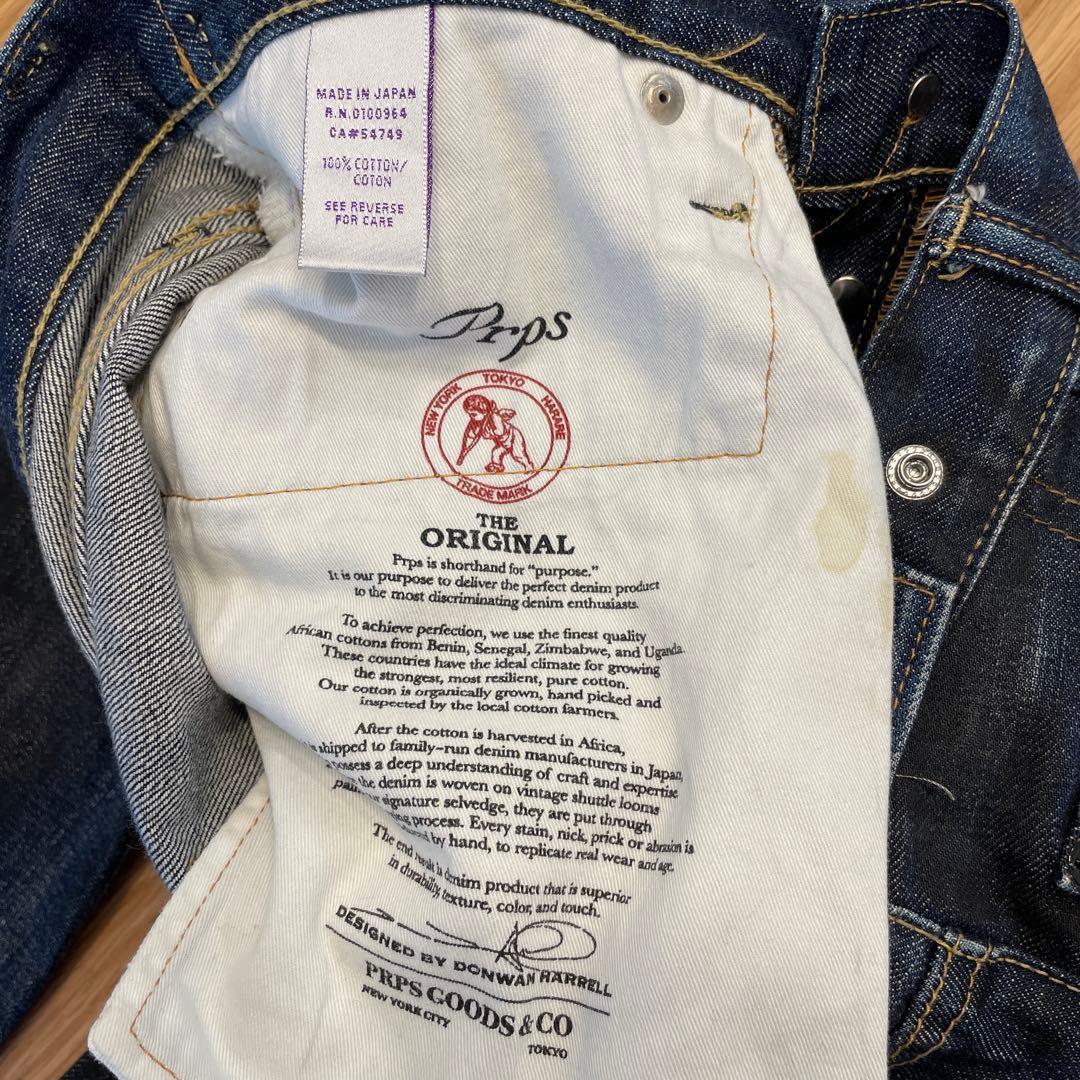 MADE IN JAPAN
R.N.0100964
CA#54749
100% COTTON/
COTON
SEE REVERSE
FOR CARE
Prps
NEW YORK TOKYO HARARE
TRADE MARK
THE
ORIGINAL
Prps is shorthand for "purpose."
It is our purpose to deliver the perfect denim product
to the most discriminating denim enthusiasts.
To achieve perfection, we use the finest quality
African cottons from Benin, Senegal, Zimbabwe, and Uganda.
These countries have the ideal climate for growing
the strongest, most resilient, pure cotton.
Our cotton is organically grown, hand picked and
inspected by the local cotton farmers.
After the cotton is harvested in Africa,
shipped to family-run denim manufacturers in Japan,
possess a deep understanding of craft and expertise
the denim is woven on vintage shuttle looms
signature selvedge, they are put through
process. Every stain, nick, prick or abrasion is
by hand, to replicate real wear and age.
The end result is denim product that is superior
in durability, texture, color, and touch.
DESIGNED BY DONWAN HARRELL
PRPS GOODS & CO
NEW YORK CITY
TOKYO